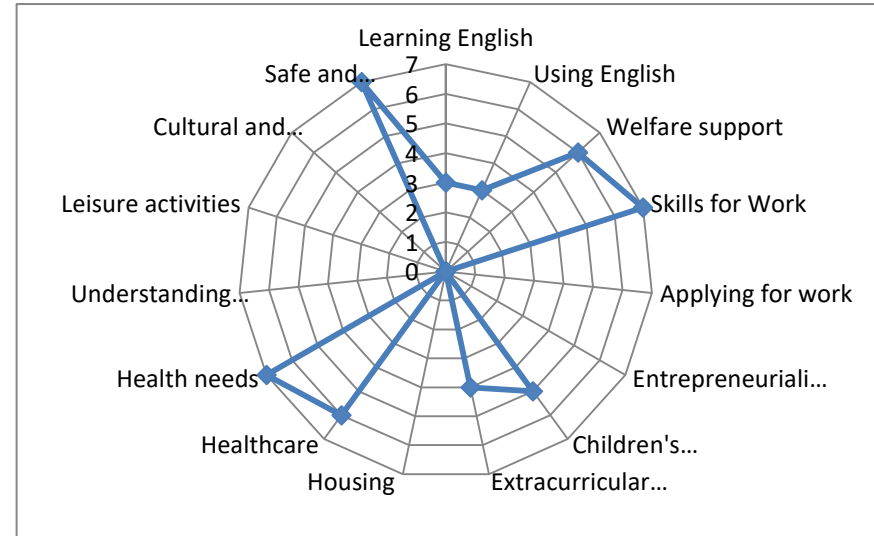 Learning English
Using English
Welfare support
Skills for Work
Applying for work
Entrepreneuriali...
Children's...
Extracurricular...
Housing
Healthcare
Health needs
Understanding...
Leisure activities
Cultural and...
Safe and...
7
6
5
4
3
2
1
0